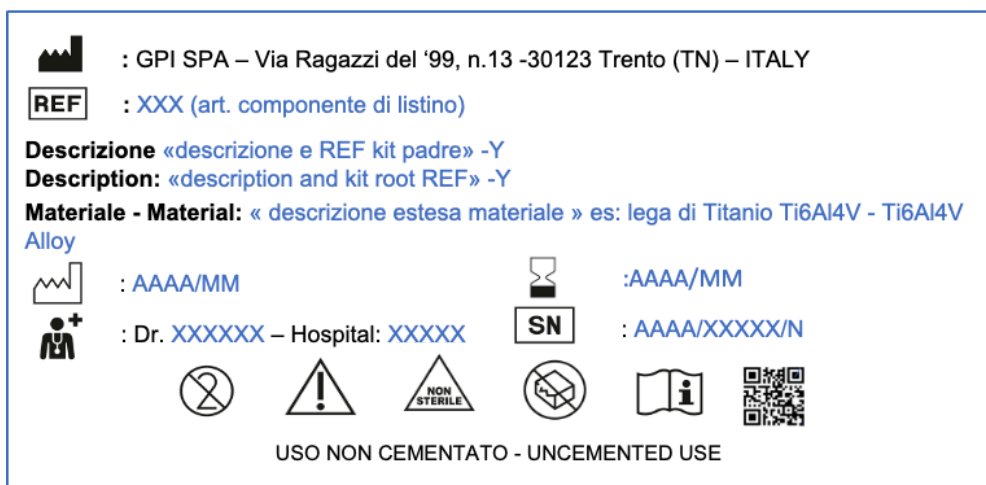 : GPI SPA – Via Ragazzi del ‘99, n.13 -30123 Trento (TN) – ITALY
REF : XXX (art. componente di listino)
Descrizione «descrizione e REF kit padre» -Y
Description: «description and kit root REF» -Y
Materiale - Material: « descrizione estesa materiale » es: lega di Titanio Ti6Al4V - Ti6Al4V
Alloy
: AAAA/MM :AAAA/MM
: Dr. XXXXXX – Hospital: XXXXX SN : AAAA/XXXXX/N
2 NON STERILE i
USO NON CEMENTATO - UNCEMENTED USE